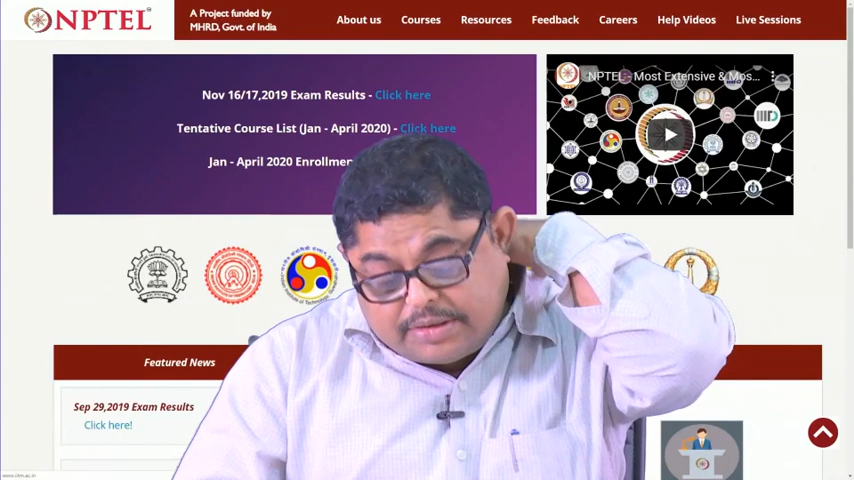 NPTEL
A Project funded by
MHRD, Govt. of India
About us
Courses
Resources
Feedback
Careers
Help Videos
Live Sessions
Nov 16/17,2019 Exam Results - Click here
Tentative Course List (Jan - April 2020) - Click here
Jan - April 2020 Enrollmen
NPTEL - Most Extensive & Mos...
Featured News
Sep 29,2019 Exam Results
Click here!